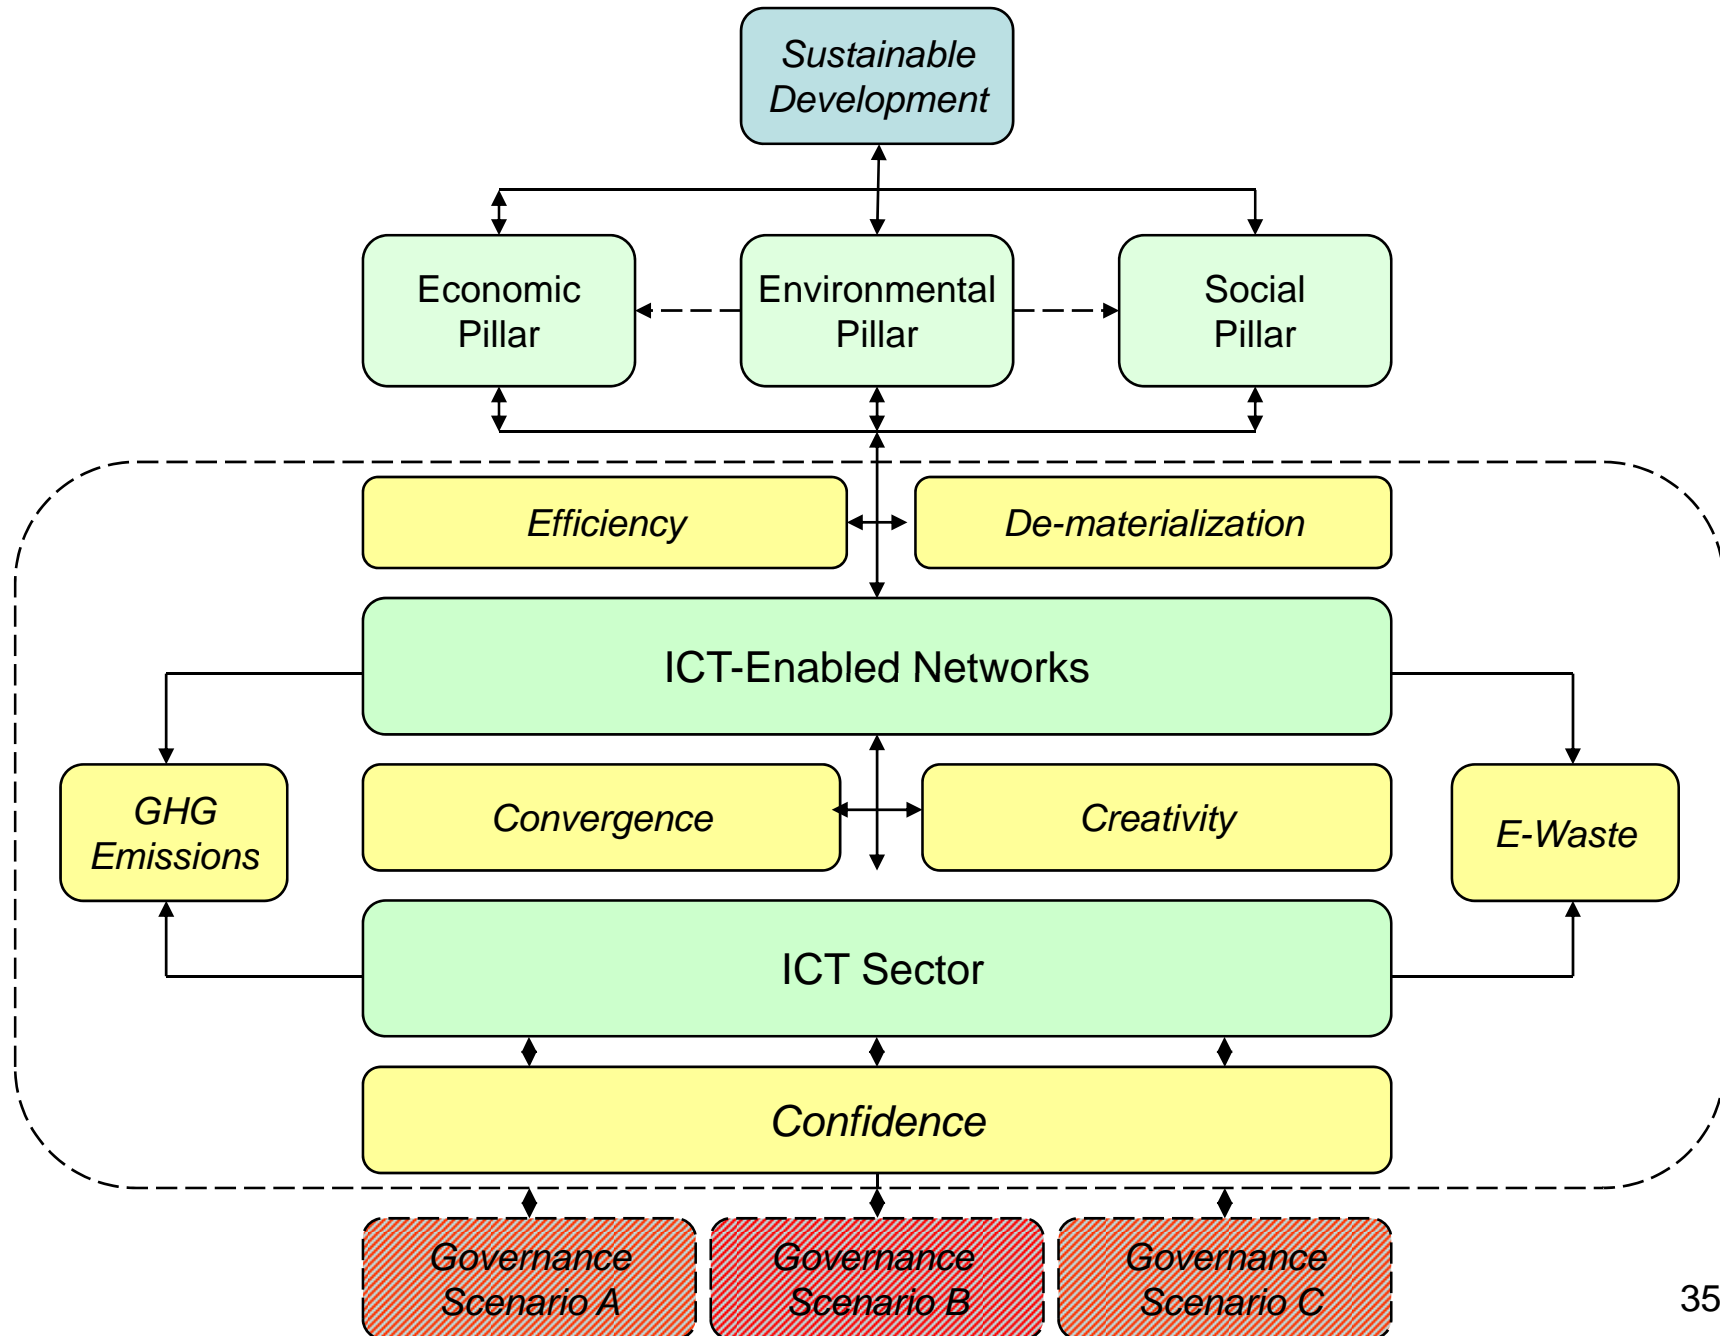 Sustainable
Development
Economic
Pillar
Environmental
Pillar
Social
Pillar
Efficiency
De-materialization
ICT-Enabled Networks
GHG
Emissions
Convergence
Creativity
E-Waste
ICT Sector
Confidence
Governance
Scenario A
Governance
Scenario B
Governance
Scenario C
35